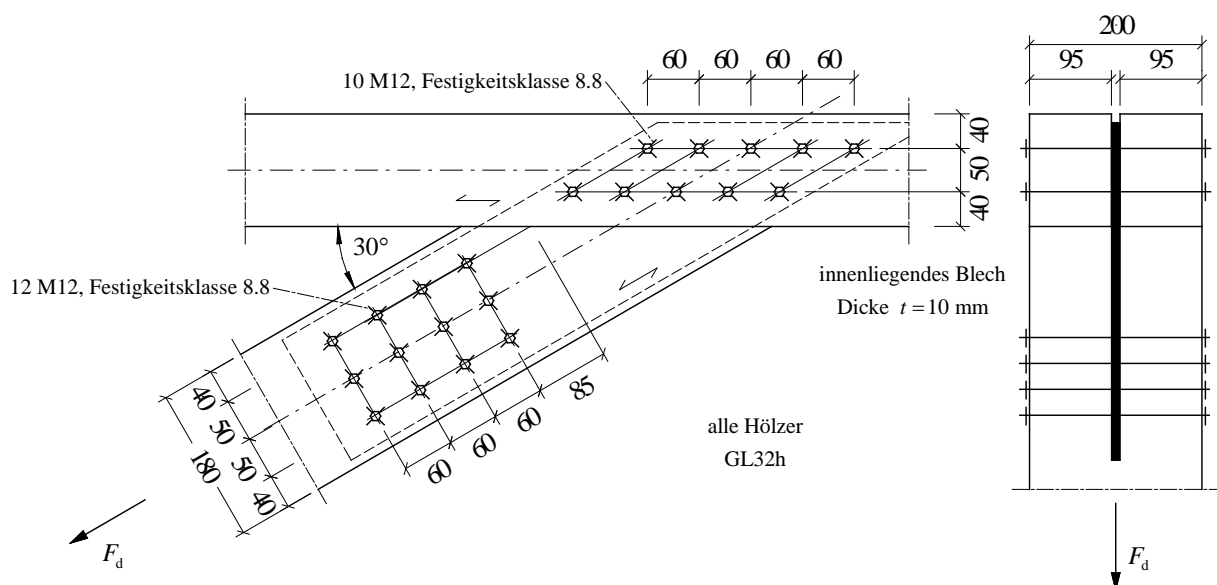 200
60 60 60 60
95 95
10 M12, Festigkeitsklasse 8.8
40
50
40
30°
12 M12, Festigkeitsklasse 8.8
innenliegendes Blech
Dicke t = 10 mm
85
60
60
60
40
50
50
40
180
alle Hölzer
GL32h
Fd
Fd